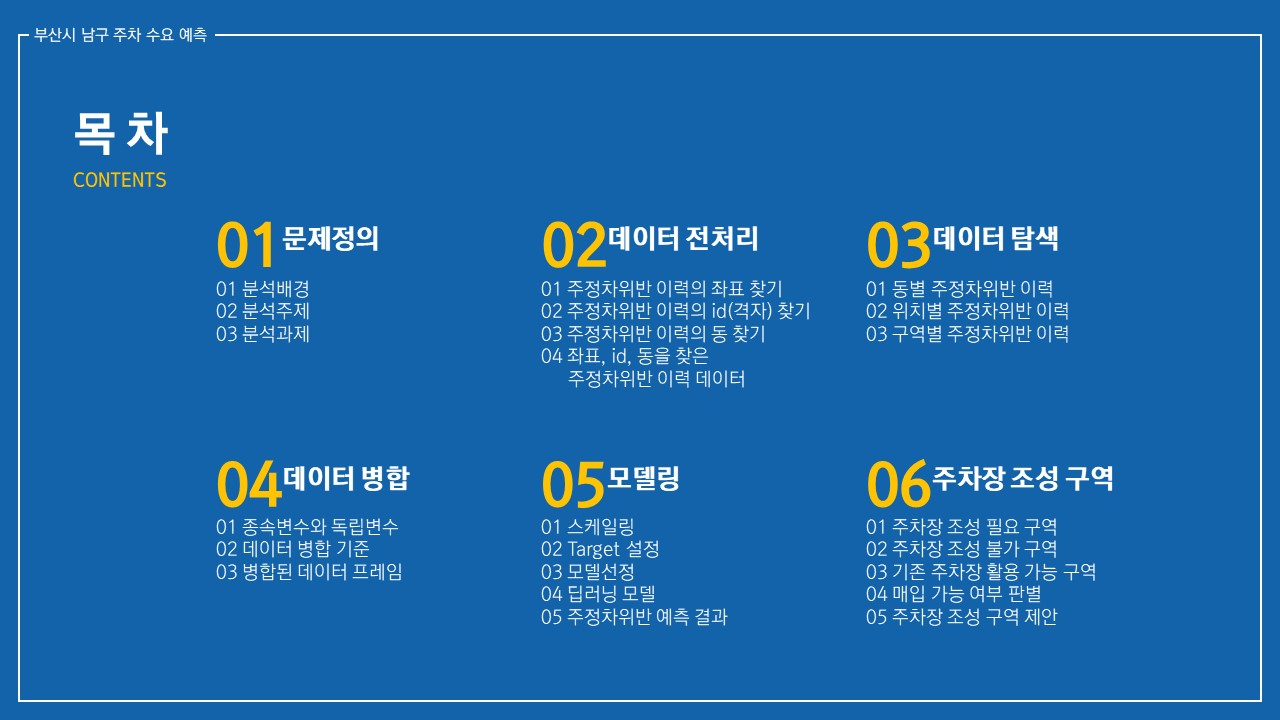 부산시 남구 주차 수요 예측
목 차
CONTENTS
01 문제정의
01 분석배경
02 분석주제
03 분석과제
02 데이터 전처리
01 주정차위반 이력의 좌표 찾기
02 주정차위반 이력의 id(격자) 찾기
03 주정차위반 이력의 동 찾기
04 좌표, id, 동을 찾은
주정차위반 이력 데이터
03 데이터 탐색
01 동별 주정차위반 이력
02 위치별 주정차위반 이력
03 구역별 주정차위반 이력
04 데이터 병합
01 종속변수와 독립변수
02 데이터 병합 기준
03 병합된 데이터 프레임
05 모델링
01 스케일링
02 Target 설정
03 모델선정
04 딥러닝 모델
05 주정차위반 예측 결과
06 주차장 조성 구역
01 주차장 조성 필요 구역
02 주차장 조성 불가 구역
03 기존 주차장 활용 가능 구역
04 매입 가능 여부 판별
05 주차장 조성 구역 제안